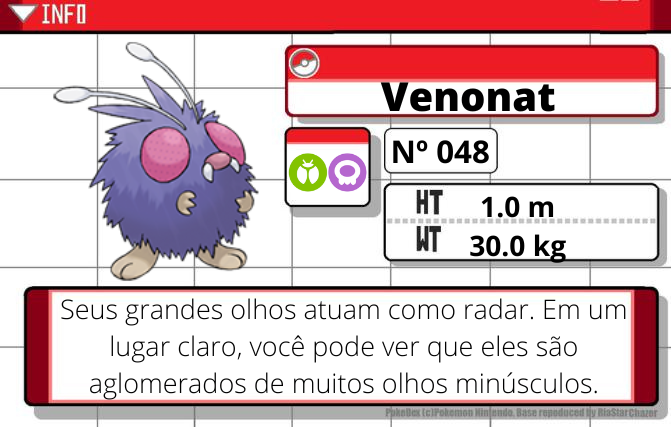 INFO
Venonat
Nº 048
HT 1.0 m
WT 30.0 kg
Seus grandes olhos atuam como radar. Em um
lugar claro, você pode ver que eles são
aglomerados de muitos olhos minúsculos.
PokeDex (c)Pokemon Nintendo. Base repoduced by RiaStarChazer